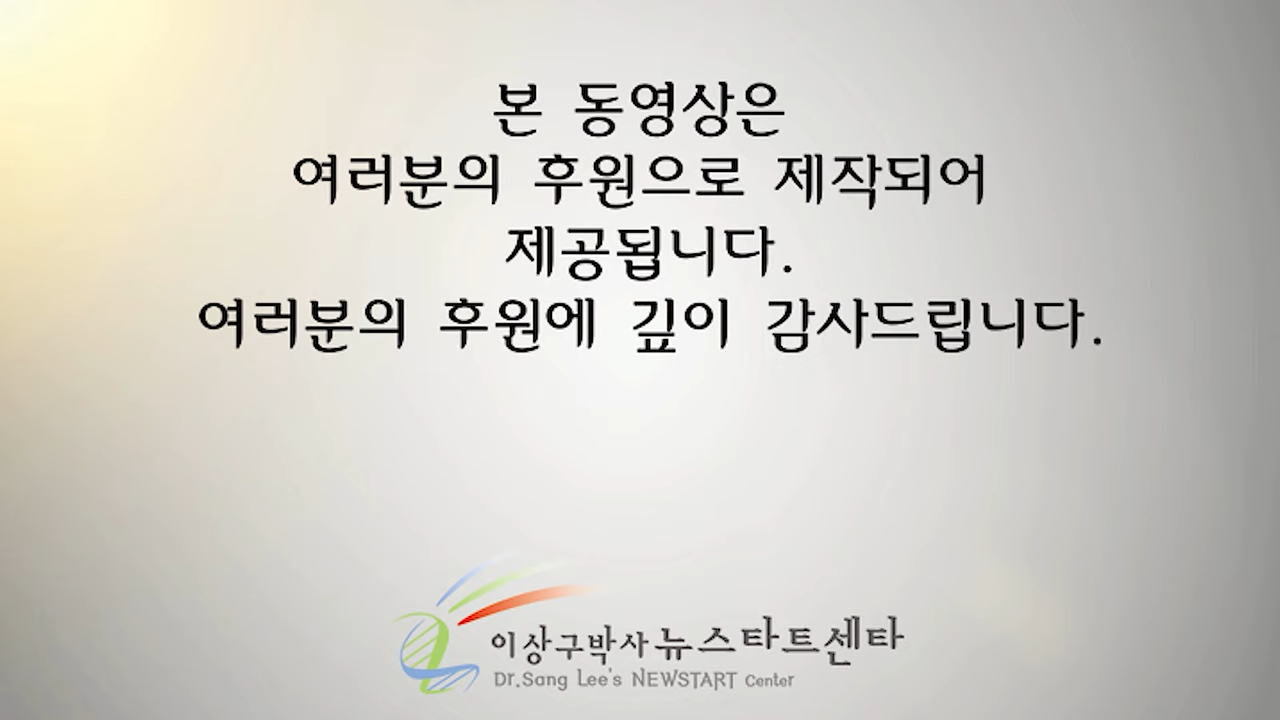 본 동영상은
여러분의 후원으로 제작되어
제공됩니다.
여러분의 후원에 깊이 감사드립니다.
이상구박사 뉴스타트센타
Dr.Sang Lee's NEWSTART Center